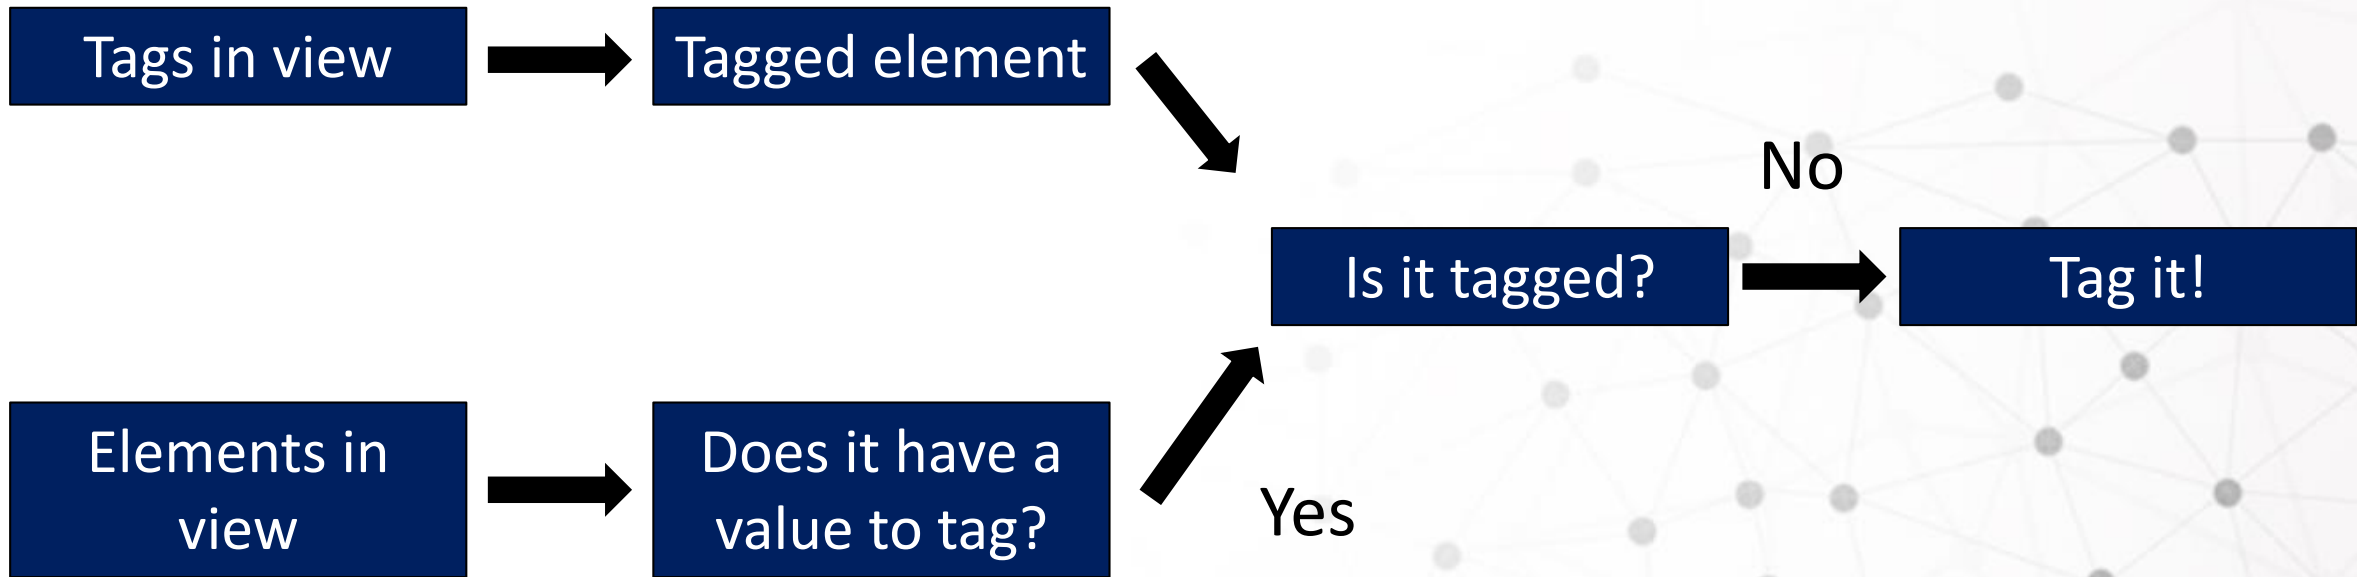 Tags in view
Tagged element
No
Is it tagged?
Tag it!
Elements in
view
Does it have a
value to tag?
Yes